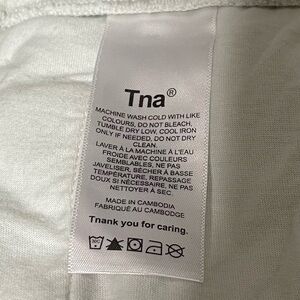 Tna®
MACHINE WASH COLD WITH LIKE
COLOURS, DO NOT BLEACH,
TUMBLE DRY LOW, COOL IRON
ONLY IF NEEDED, DO NOT DRY
CLEAN.
LAVER À LA MACHINE À L'EAU
FROIDE AVEC COULEURS
SEMBLABLES, NE PAS
JAVELISER, SÉCHER À BASSE
TEMPÉRATURE, REPASSAGE
DOUX SI NÉCESSAIRE, NE PAS
NETTOYER À SEC.
MADE IN CAMBODIA
FABRIQUÉ AU CAMBODGE
Tnank you for caring.